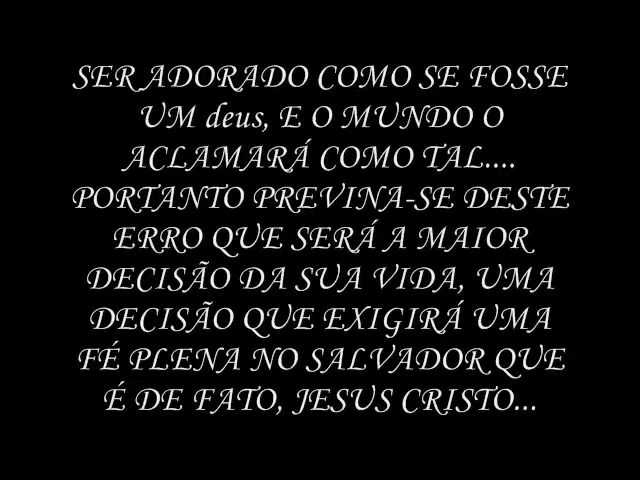 SER ADORADO COMO SE FOSSE
UM deus, E O MUNDO O
ACLAMARÁ COMO TAL....
PORTANTO PREVINA-SE DESTE
ERRO QUE SERÁ A MAIOR
DECISÃO DA SUA VIDA, UMA
DECISÃO QUE EXIGIRÁ UMA
FÉ PLENA NO SALVADOR QUE
É DE FATO, JESUS CRISTO...